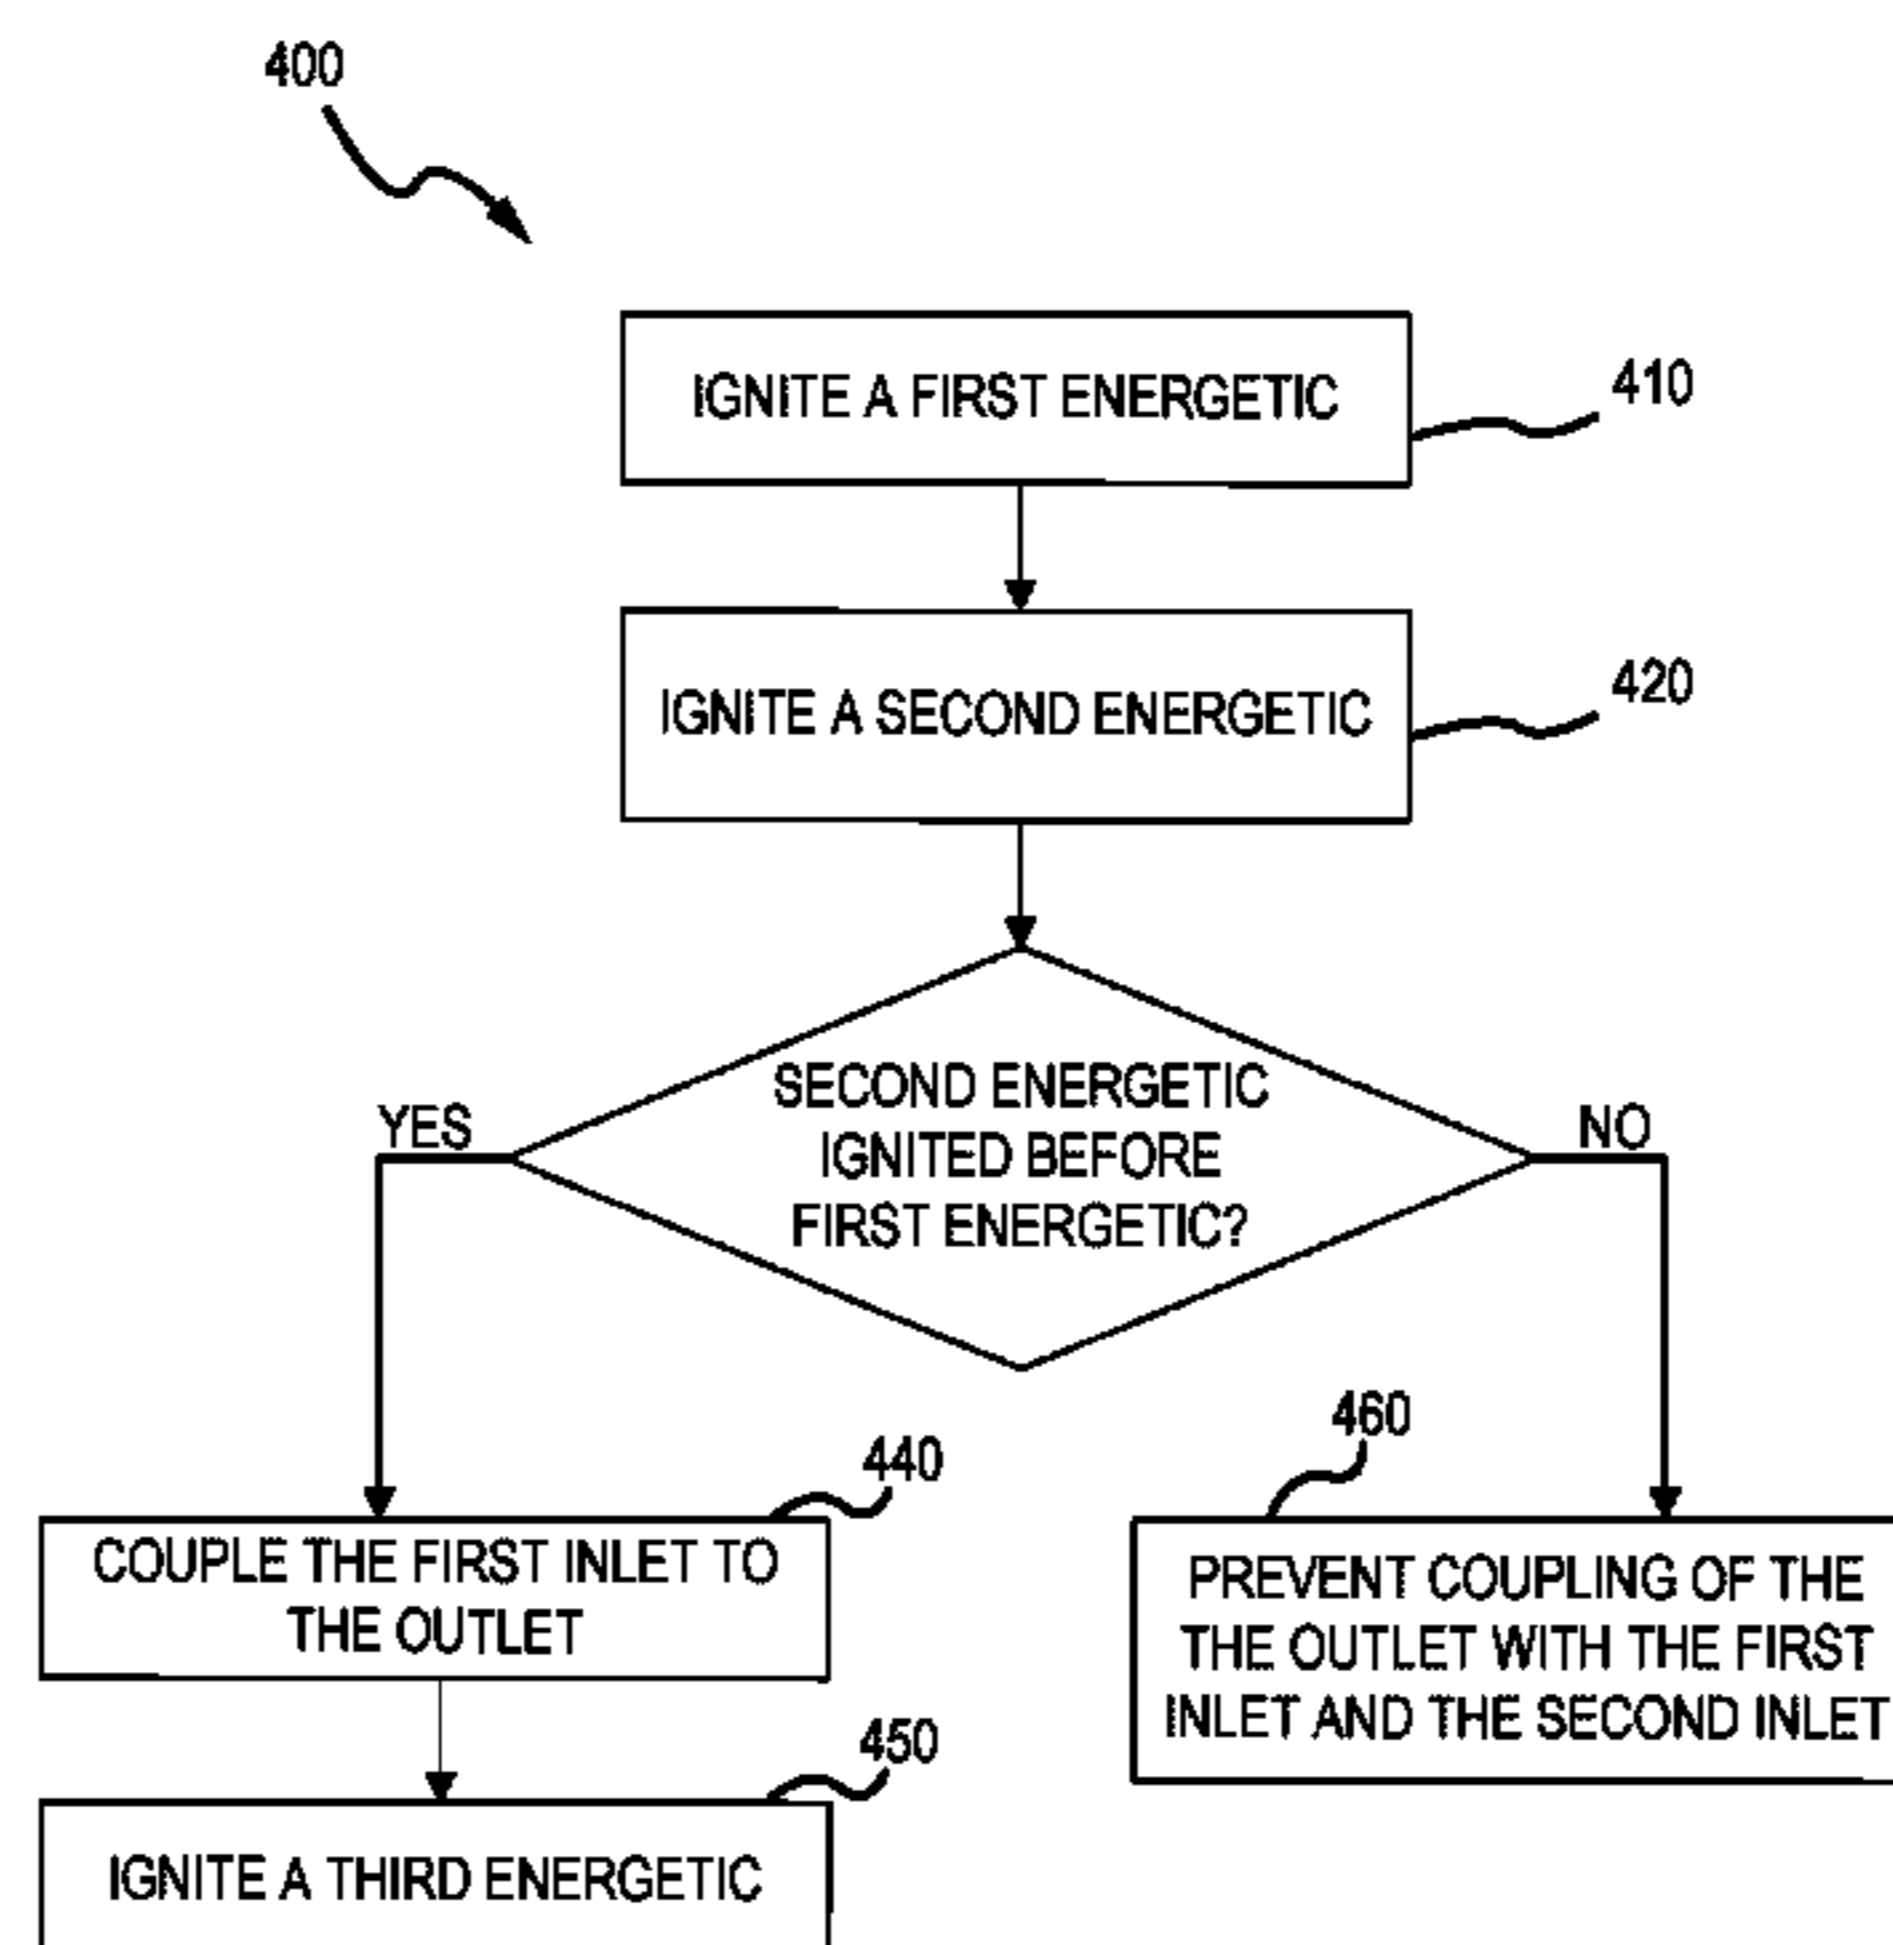 400
IGNITE A FIRST ENERGETIC
410
IGNITE A SECOND ENERGETIC
420
SECOND ENERGETIC
IGNITED BEFORE
FIRST ENERGETIC?
YES
NO
440
COUPLE THE FIRST INLET TO
THE OUTLET
460
PREVENT COUPLING OF THE
THE OUTLET WITH THE FIRST
INLET AND THE SECOND INLET
450
IGNITE A THIRD ENERGETIC